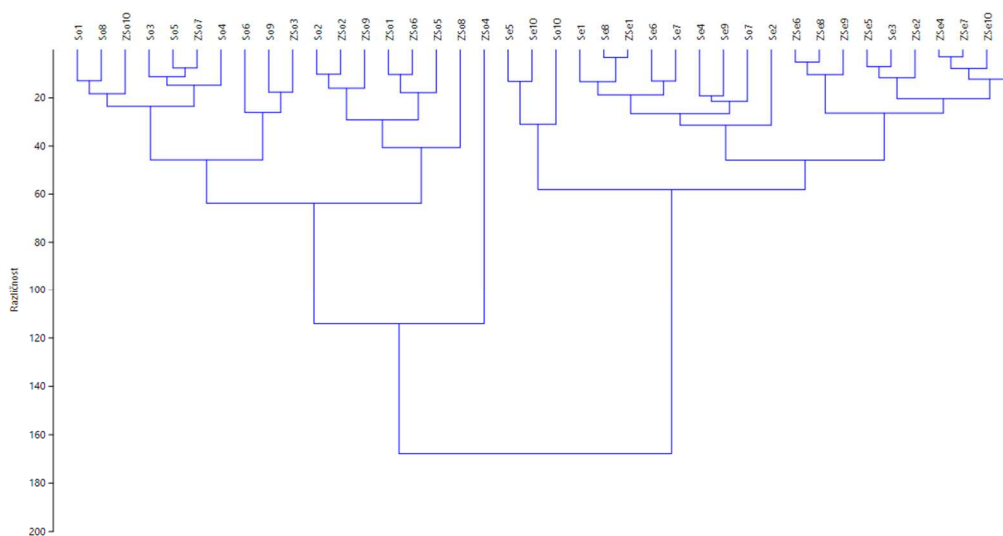 So1
So8
ZSo10
So3
So5
ZSo7
So4
So6
So9
ZSo3
So2
ZSo2
ZSo9
ZSo1
ZSo6
ZSo5
ZSo8
ZSo4
Se5
Se10
So10
Se1
Se8
ZSe1
Se6
Se7
Se4
Se9
So7
Se2
ZSe6
ZSe8
ZSe9
ZSe5
Se3
ZSe2
ZSe4
ZSe7
ZSe10
20
40
60
80
100
120
140
160
180
200
Različnost